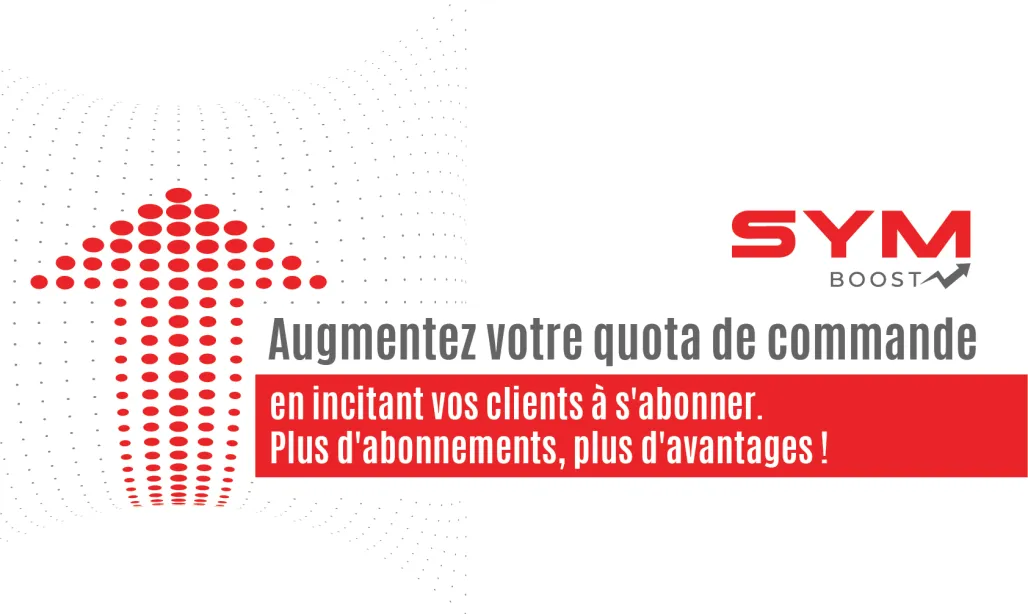 SYM
BOOST
Augmentez votre quota de commande
en incitant vos clients à s'abonner.
Plus d'abonnements, plus d'avantages !